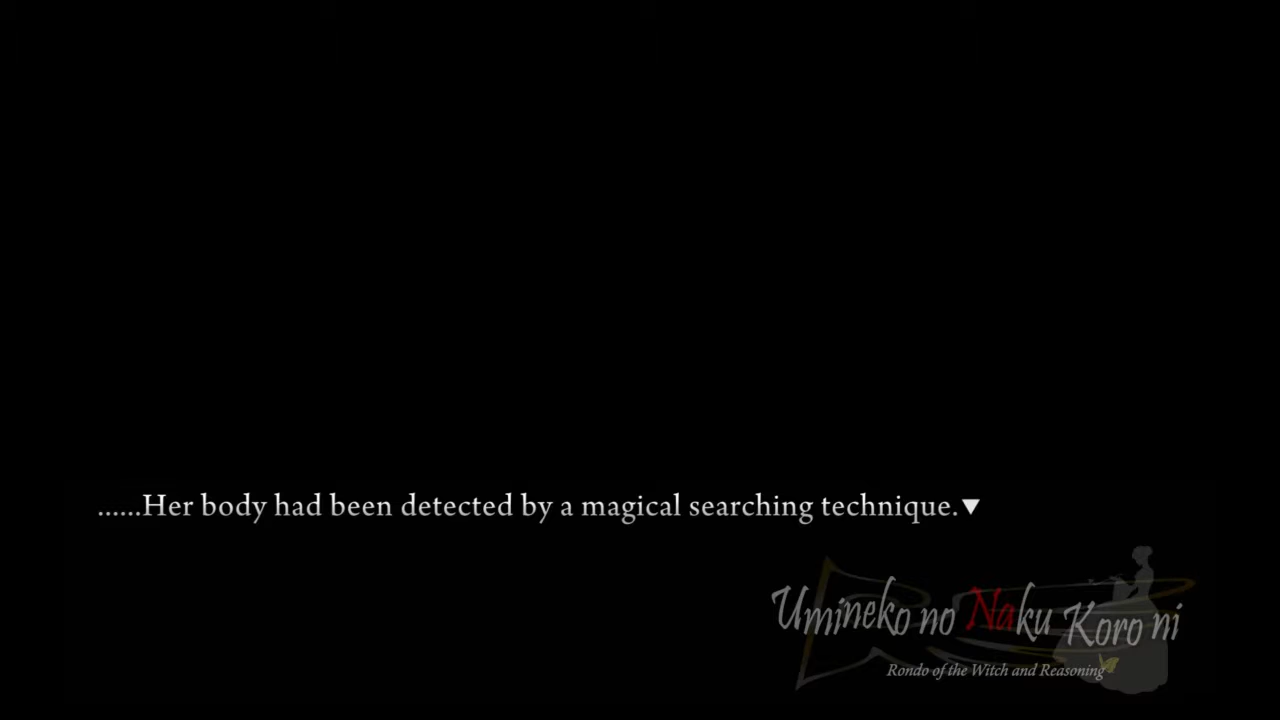 ......Her body had been detected by a magical searching technique.▼
Umineko no Naku Koro ni
Rondo of the Witch and Reasoning